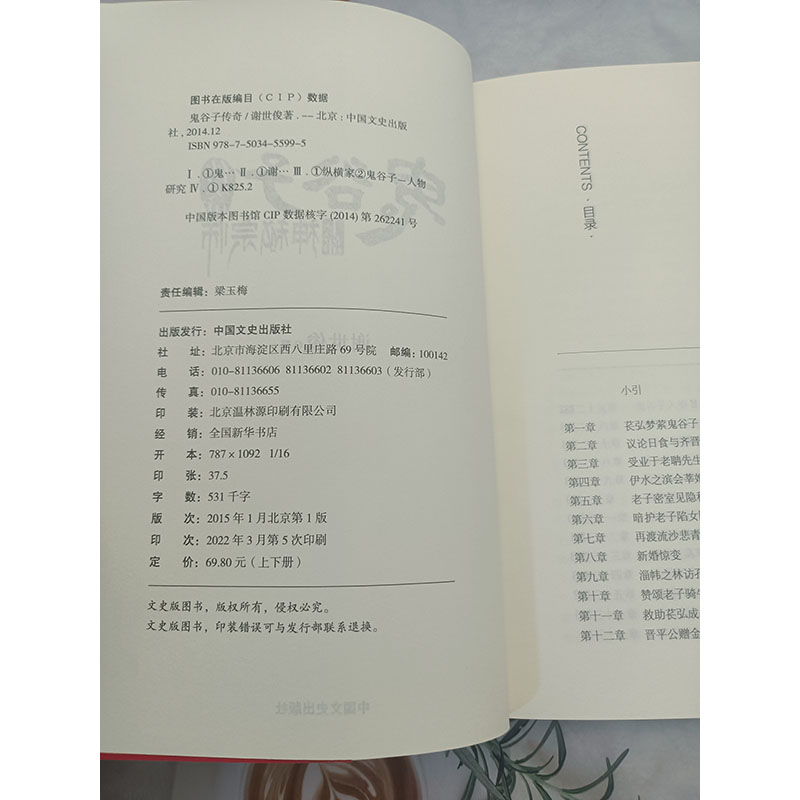 图书在版编目（CIP）数据
鬼谷子传奇/谢世俊著. -- 北京：中国文史出版
社，2014.12
ISBN 978-7-5034-5599-5
Ⅰ.①鬼… Ⅱ.①谢… Ⅲ.①纵横家②鬼谷子—人物
研究 Ⅳ.① K825.2
中国版本图书馆 CIP 数据核字（2014）第 262241 号
责任编辑：梁玉梅
出版发行：中国文史出版社
社 址：北京市海淀区西八里庄路 69 号院 邮编：100142
电 话：010-81136606 81136602 81136603（发行部）
传 真：010-81136655
印 装：北京温林源印刷有限公司
经 销：全国新华书店
开 本：787×1092 1/16
印 张：37.5
字 数：531 千字
版 次：2015 年 1 月北京第 1 版
印 次：2022 年 3 月第 5 次印刷
定 价：69.80 元（上下册）
文史版图书，版权所有，侵权必究。
文史版图书，印装错误可与发行部联系退换。
CONTENTS ·目录·
小引
第一章 苌弘梦萦鬼谷子
第二章 议论日食与齐晋
第三章 受业于老聃先生
第四章 伊水之滨会莘
第五章 老子密室见隐
第六章 暗护老子陷女
第七章 再渡流沙悲青
第八章 新婚惊变
第九章 淄帏之林访孔
第十章 赞颂老子骑
第十一章 救助苌弘成
第十二章 晋平公赠金